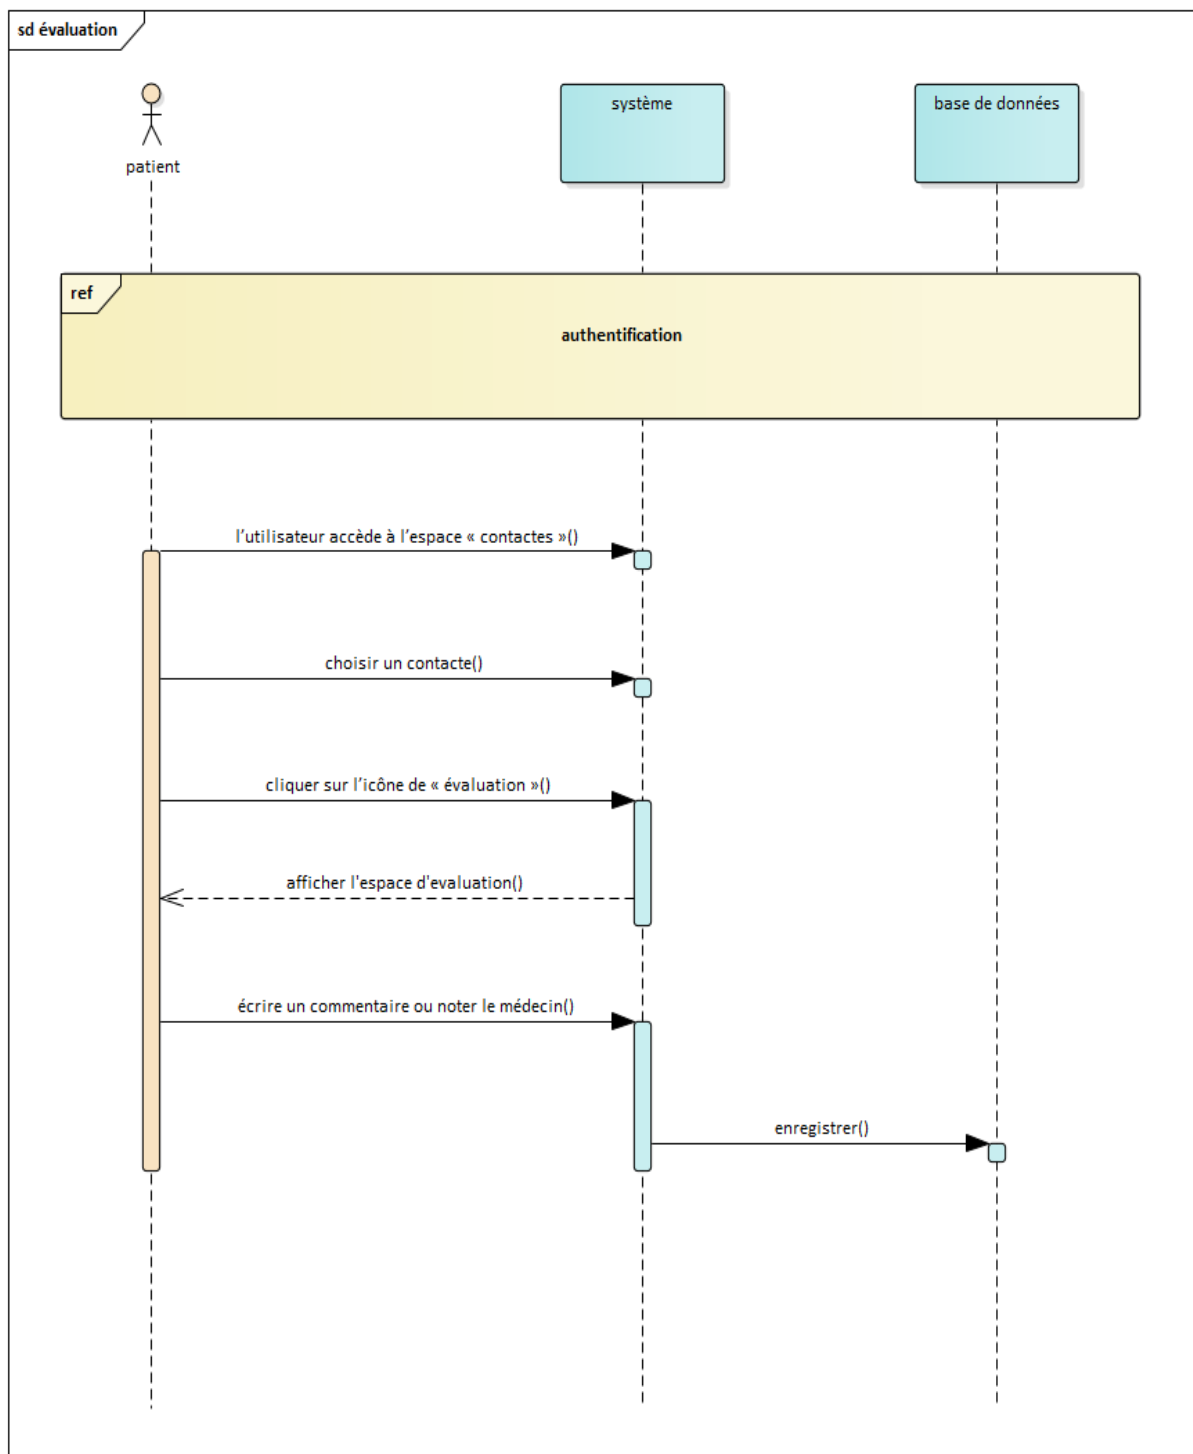 sd évaluation
patient
système
base de données
ref
authentification
l’utilisateur accède à l’espace « contactes »()
choisir un contacte()
cliquer sur l’icône de « évaluation »()
afficher l'espace d'evaluation()
écrire un commentaire ou noter le médecin()
enregistrer()